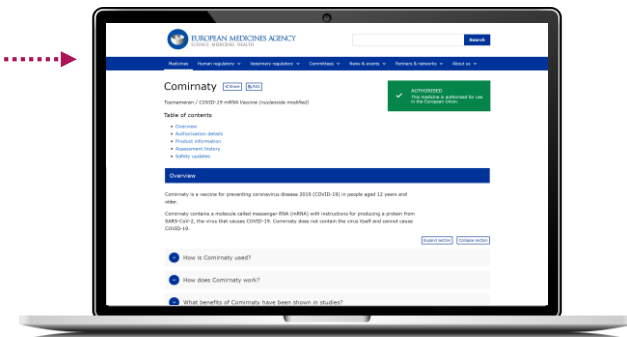 EUROPEAN MEDICINES AGENCY
SCIENCE MEDICINES HEALTH
Search
Medicines Human regulatory Veterinary regulatory Committees News & events Partners & networks About us
Comirnaty Share RSS
AUTHORISED
This medicine is authorised for use in the European Union.
Tozinameran / COVID-19 mRNA Vaccine (nucleoside modified)
Table of contents
Overview
Authorisation details
Product information
Assessment history
Safety updates
Overview
Comirnaty is a vaccine for preventing coronavirus disease 2019 (COVID-19) in people aged 12 years and
older.
Comirnaty contains a molecule called messenger RNA (mRNA) with instructions for producing a protein from
SARS-CoV-2, the virus that causes COVID-19. Comirnaty does not contain the virus itself and cannot cause
COVID-19.
Expand section Collapse section
How is Comirnaty used?
How does Comirnaty work?
What benefits of Comirnaty have been shown in studies?